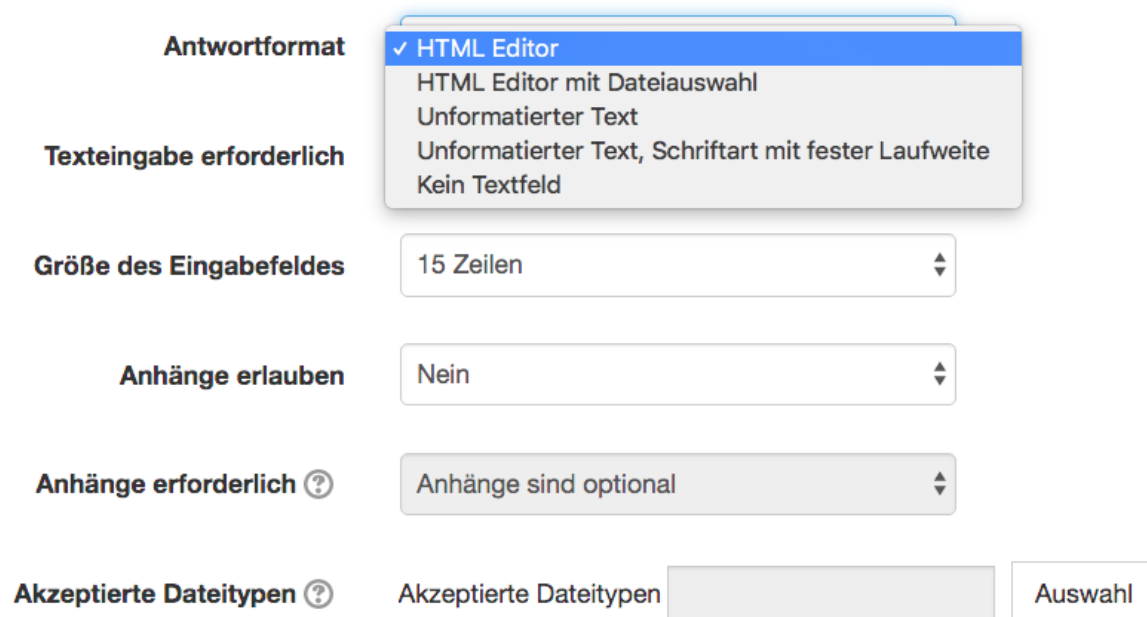 Antwortformat
✓ HTML Editor
HTML Editor mit Dateiauswahl
Unformatierter Text
Texteingabe erforderlich
Unformatierter Text, Schriftart mit fester Laufweite
Kein Textfeld
Größe des Eingabefeldes
15 Zeilen
Anhänge erlauben
Nein
Anhänge erforderlich ?
Anhänge sind optional
Akzeptierte Dateitypen ?
Akzeptierte Dateitypen
Auswahl